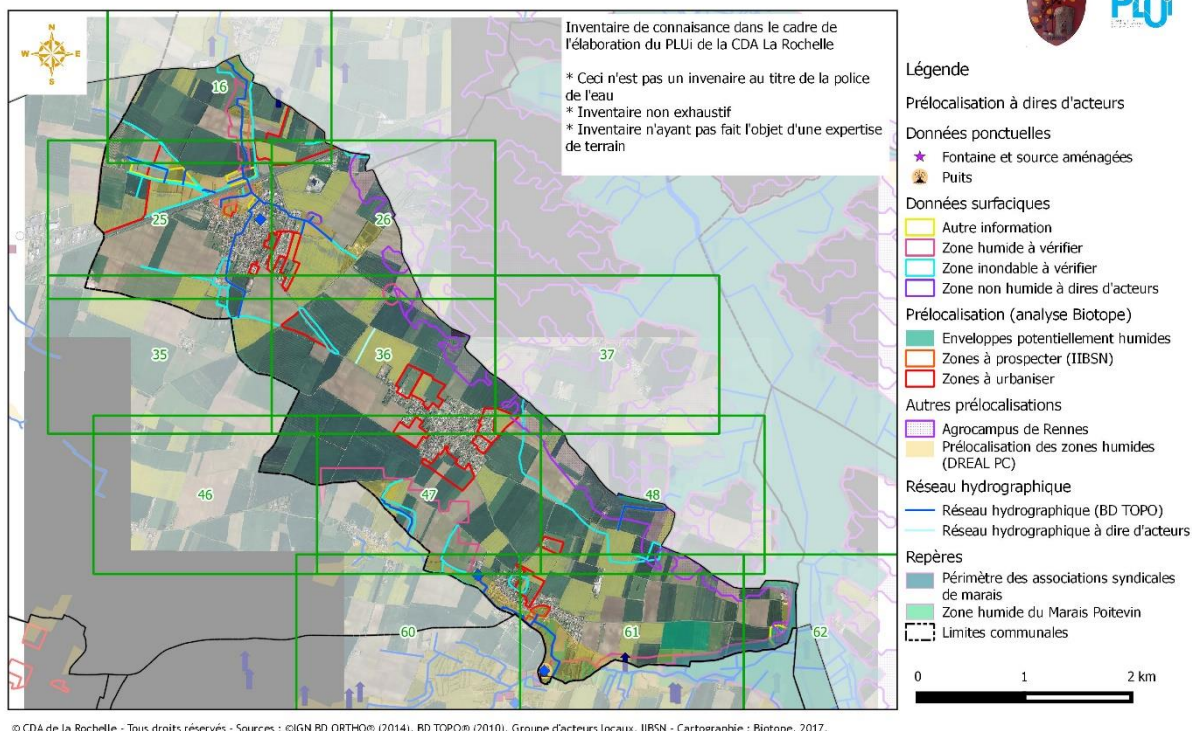 Inventaire de connaisance dans le cadre de
l'élaboration du PLUi de la CDA La Rochelle
* Ceci n'est pas un invenaire au titre de la police
de l'eau
* Inventaire non exhaustif
* Inventaire n'ayant pas fait l'objet d'une expertise
de terrain
N
W
E
S
16
25
26
35
36
37
46
47
48
60
61
62
PLUi
Légende
Prélocalisation à dires d'acteurs
Données ponctuelles
Fontaine et source aménagées
Puits
Données surfaciques
Autre information
Zone humide à vérifier
Zone inondable à vérifier
Zone non humide à dires d'acteurs
Prélocalisation (analyse Biotope)
Enveloppes potentiellement humides
Zones à prospecter (IIBSN)
Zones à urbaniser
Autres prélocalisations
Agrocampus de Rennes
Prélocalisation des zones humides
(DREAL PC)
Réseau hydrographique
Réseau hydrographique (BD TOPO)
Réseau hydrographique à dire d'acteurs
Repères
Périmètre des associations syndicales
de marais
Zone humide du Marais Poitevin
Limites communales
0 1 2 km
© CDA de la Rochelle - Tous droits réservés - Sources : ©IGN BD ORTHO® (2014), BD TOPO® (2010), Groupe d'acteurs locaux, IIBSN - Cartographie : Biotope, 2017.